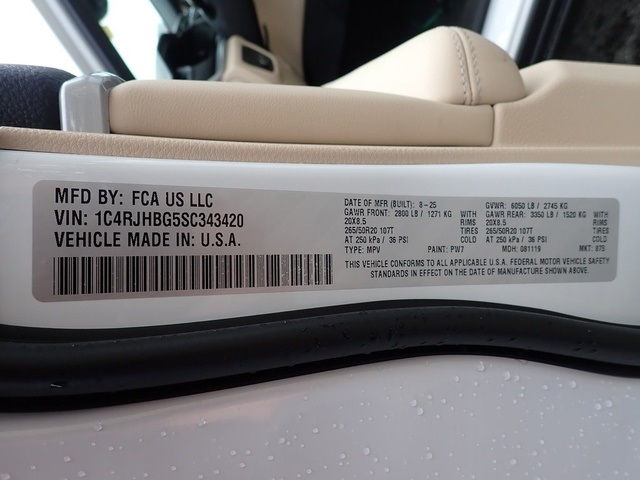 MFD BY: FCA US LLC
VIN: 1C4RJHBG5SC343420
VEHICLE MADE IN: U.S.A.
DATE OF MFR (BUILT): 8-25 GVWR: 6050 LB / 2745 KG
GAWR FRONT: 2800 LB / 1271 KG GAWR REAR: 3350 LB / 1520 KG
20X8.5 RIMS 20X8.5 RIMS
265/50R20 107T TIRES 265/50R20 107T TIRES
AT 250 kPa / 36 PSI COLD AT 250 kPa / 36 PSI COLD
TYPE: MPV PAINT: PW7 MDH: 081119 MKT: 875
THIS VEHICLE CONFORMS TO ALL APPLICABLE U.S.A. FEDERAL MOTOR VEHICLE SAFETY
STANDARDS IN EFFECT ON THE DATE OF MANUFACTURE SHOWN ABOVE.